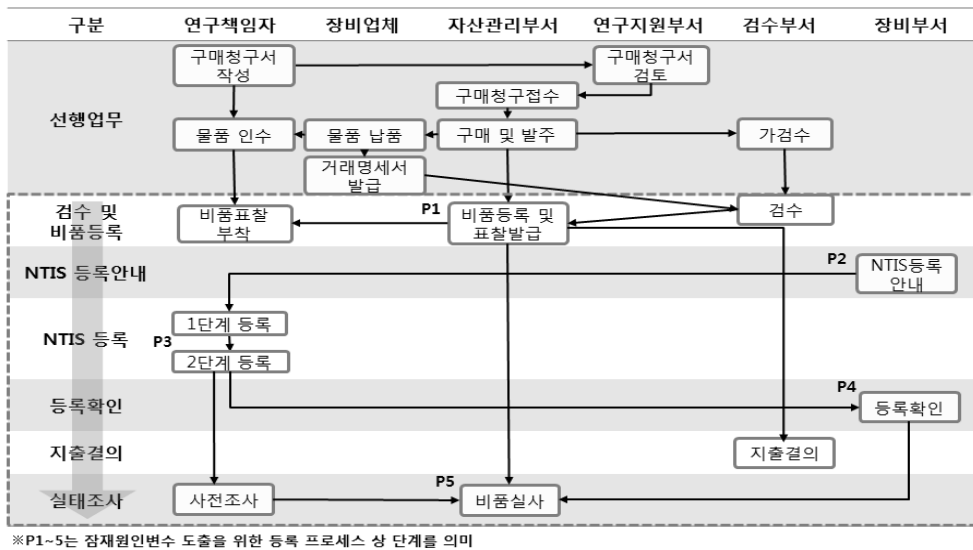 구분 연구책임자 장비업체 자산관리부서 연구지원부서 검수부서 장비부서
구매청구서
작성
구매청구서
검토
구매청구접수
선행업무
물품 인수
물품 납품
구매 및 발주
가검수
거래명세서
발급
검수 및
비품등록
비품표찰
부착
P1
비품등록 및
표찰발급
검수
NTIS 등록안내
P2
NTIS등록
안내
NTIS 등록
1단계 등록
P3
2단계 등록
등록확인
P4
등록확인
지출결의
지출결의
실태조사
사전조사
P5
비품실사
※P1~5는 잠재원인변수 도출을 위한 등록 프로세스 상 단계를 의미